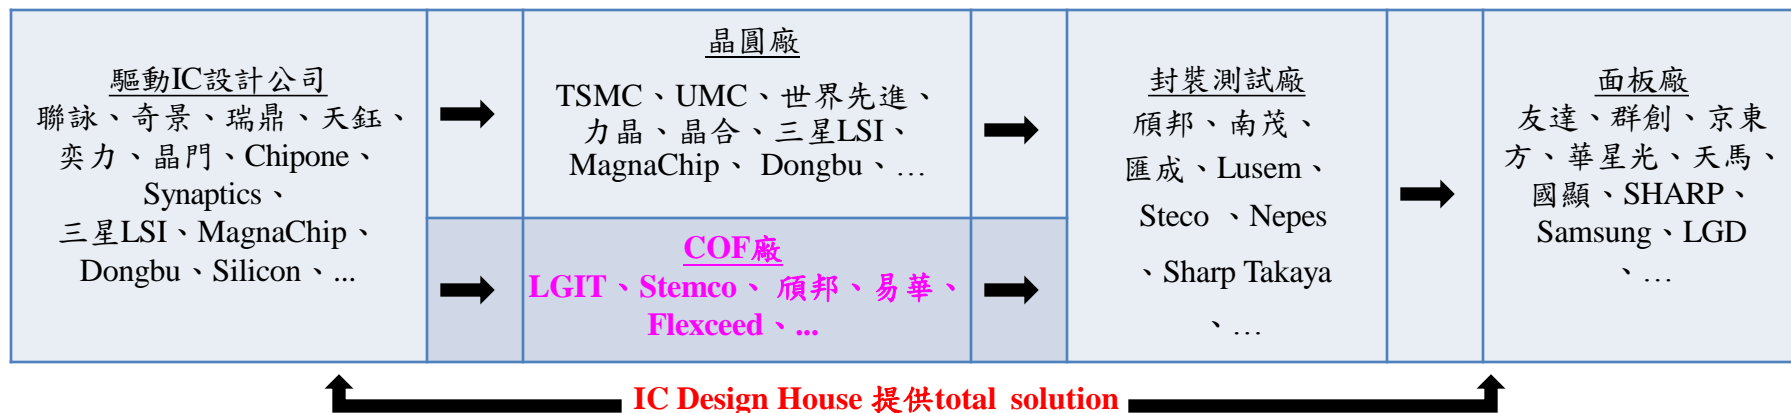 驅動IC設計公司
聯詠、奇景、瑞鼎、天鈺、
奕力、晶門、Chipone、
Synaptics、
三星LSI、MagnaChip、
Dongbu、Silicon、...
晶圓廠
TSMC、UMC、世界先進、
力晶、晶合、三星LSI、
MagnaChip、 Dongbu、…
COF廠
LGIT、Stemco、 頎邦、易華、
Flexceed、...
封裝測試廠
頎邦、南茂、
匯成、Lusem、
Steco 、Nepes
、Sharp Takaya
、…
面板廠
友達、群創、京東
方、華星光、天馬、
國顯、SHARP、
Samsung、LGD
、…
IC Design House 提供total solution